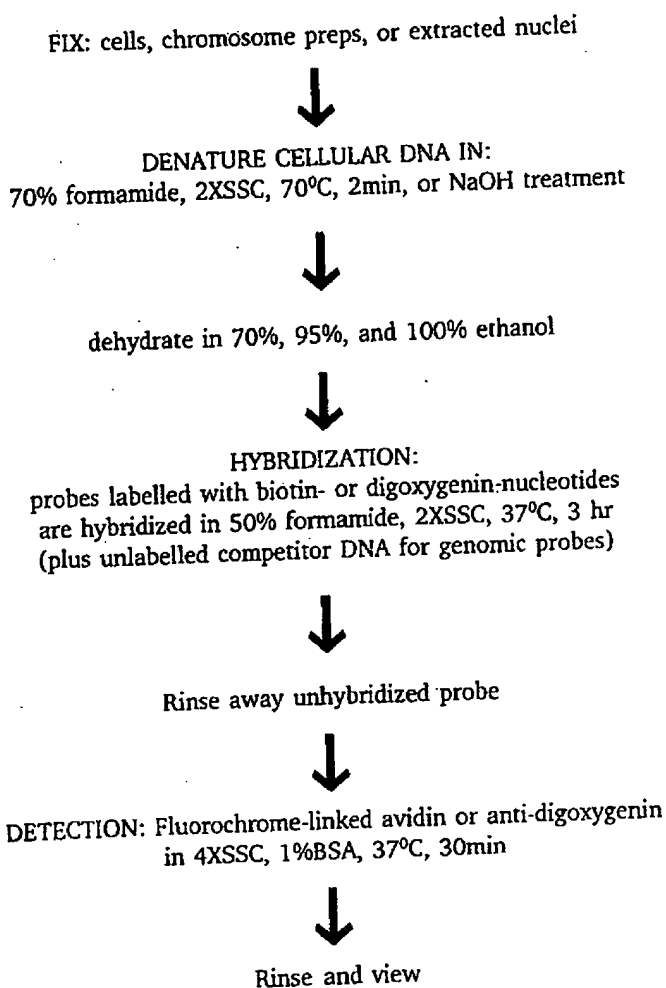 FIX: cells, chromosome preps, or extracted nuclei
DENATURE CELLULAR DNA IN:
70% formamide, 2XSSC, 70⁰C, 2min, or NaOH treatment
dehydrate in 70%, 95%, and 100% ethanol
HYBRIDIZATION:
probes labelled with biotin- or digoxygenin-nucleotides
are hybridized in 50% formamide, 2XSSC, 37⁰C, 3 hr
(plus unlabelled competitor DNA for genomic probes)
Rinse away unhybridized probe
DETECTION: Fluorochrome-linked avidin or anti-digoxygenin
in 4XSSC, 1%BSA, 37⁰C, 30min
Rinse and view